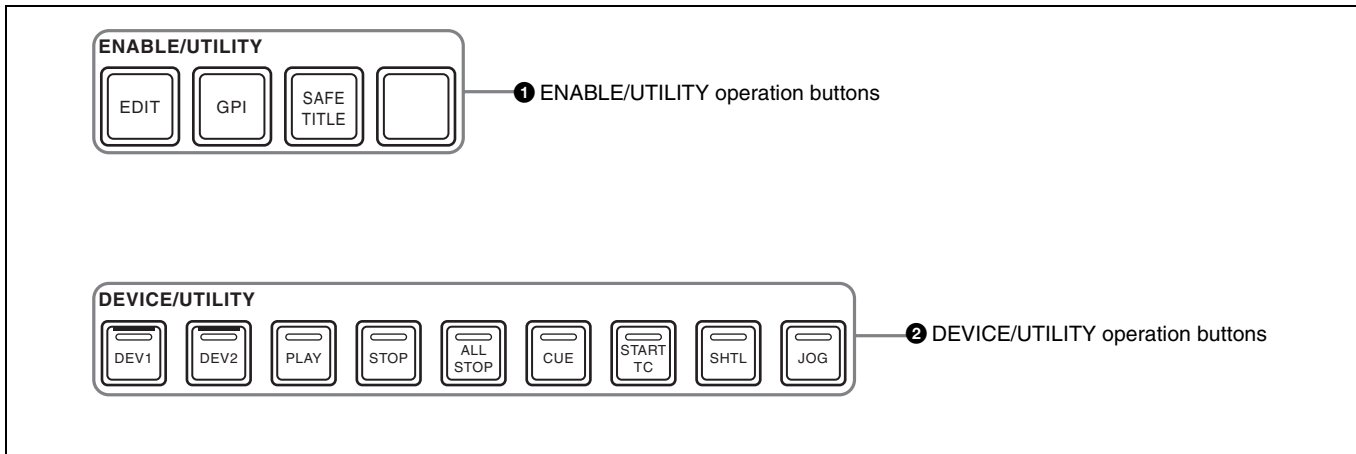 ENABLE/UTILITY
EDIT
GPI
SAFE
TITLE
❶ ENABLE/UTILITY operation buttons
DEVICE/UTILITY
DEV1
DEV2
PLAY
STOP
ALL
STOP
CUE
START
TC
SHTL
JOG
❷ DEVICE/UTILITY operation buttons